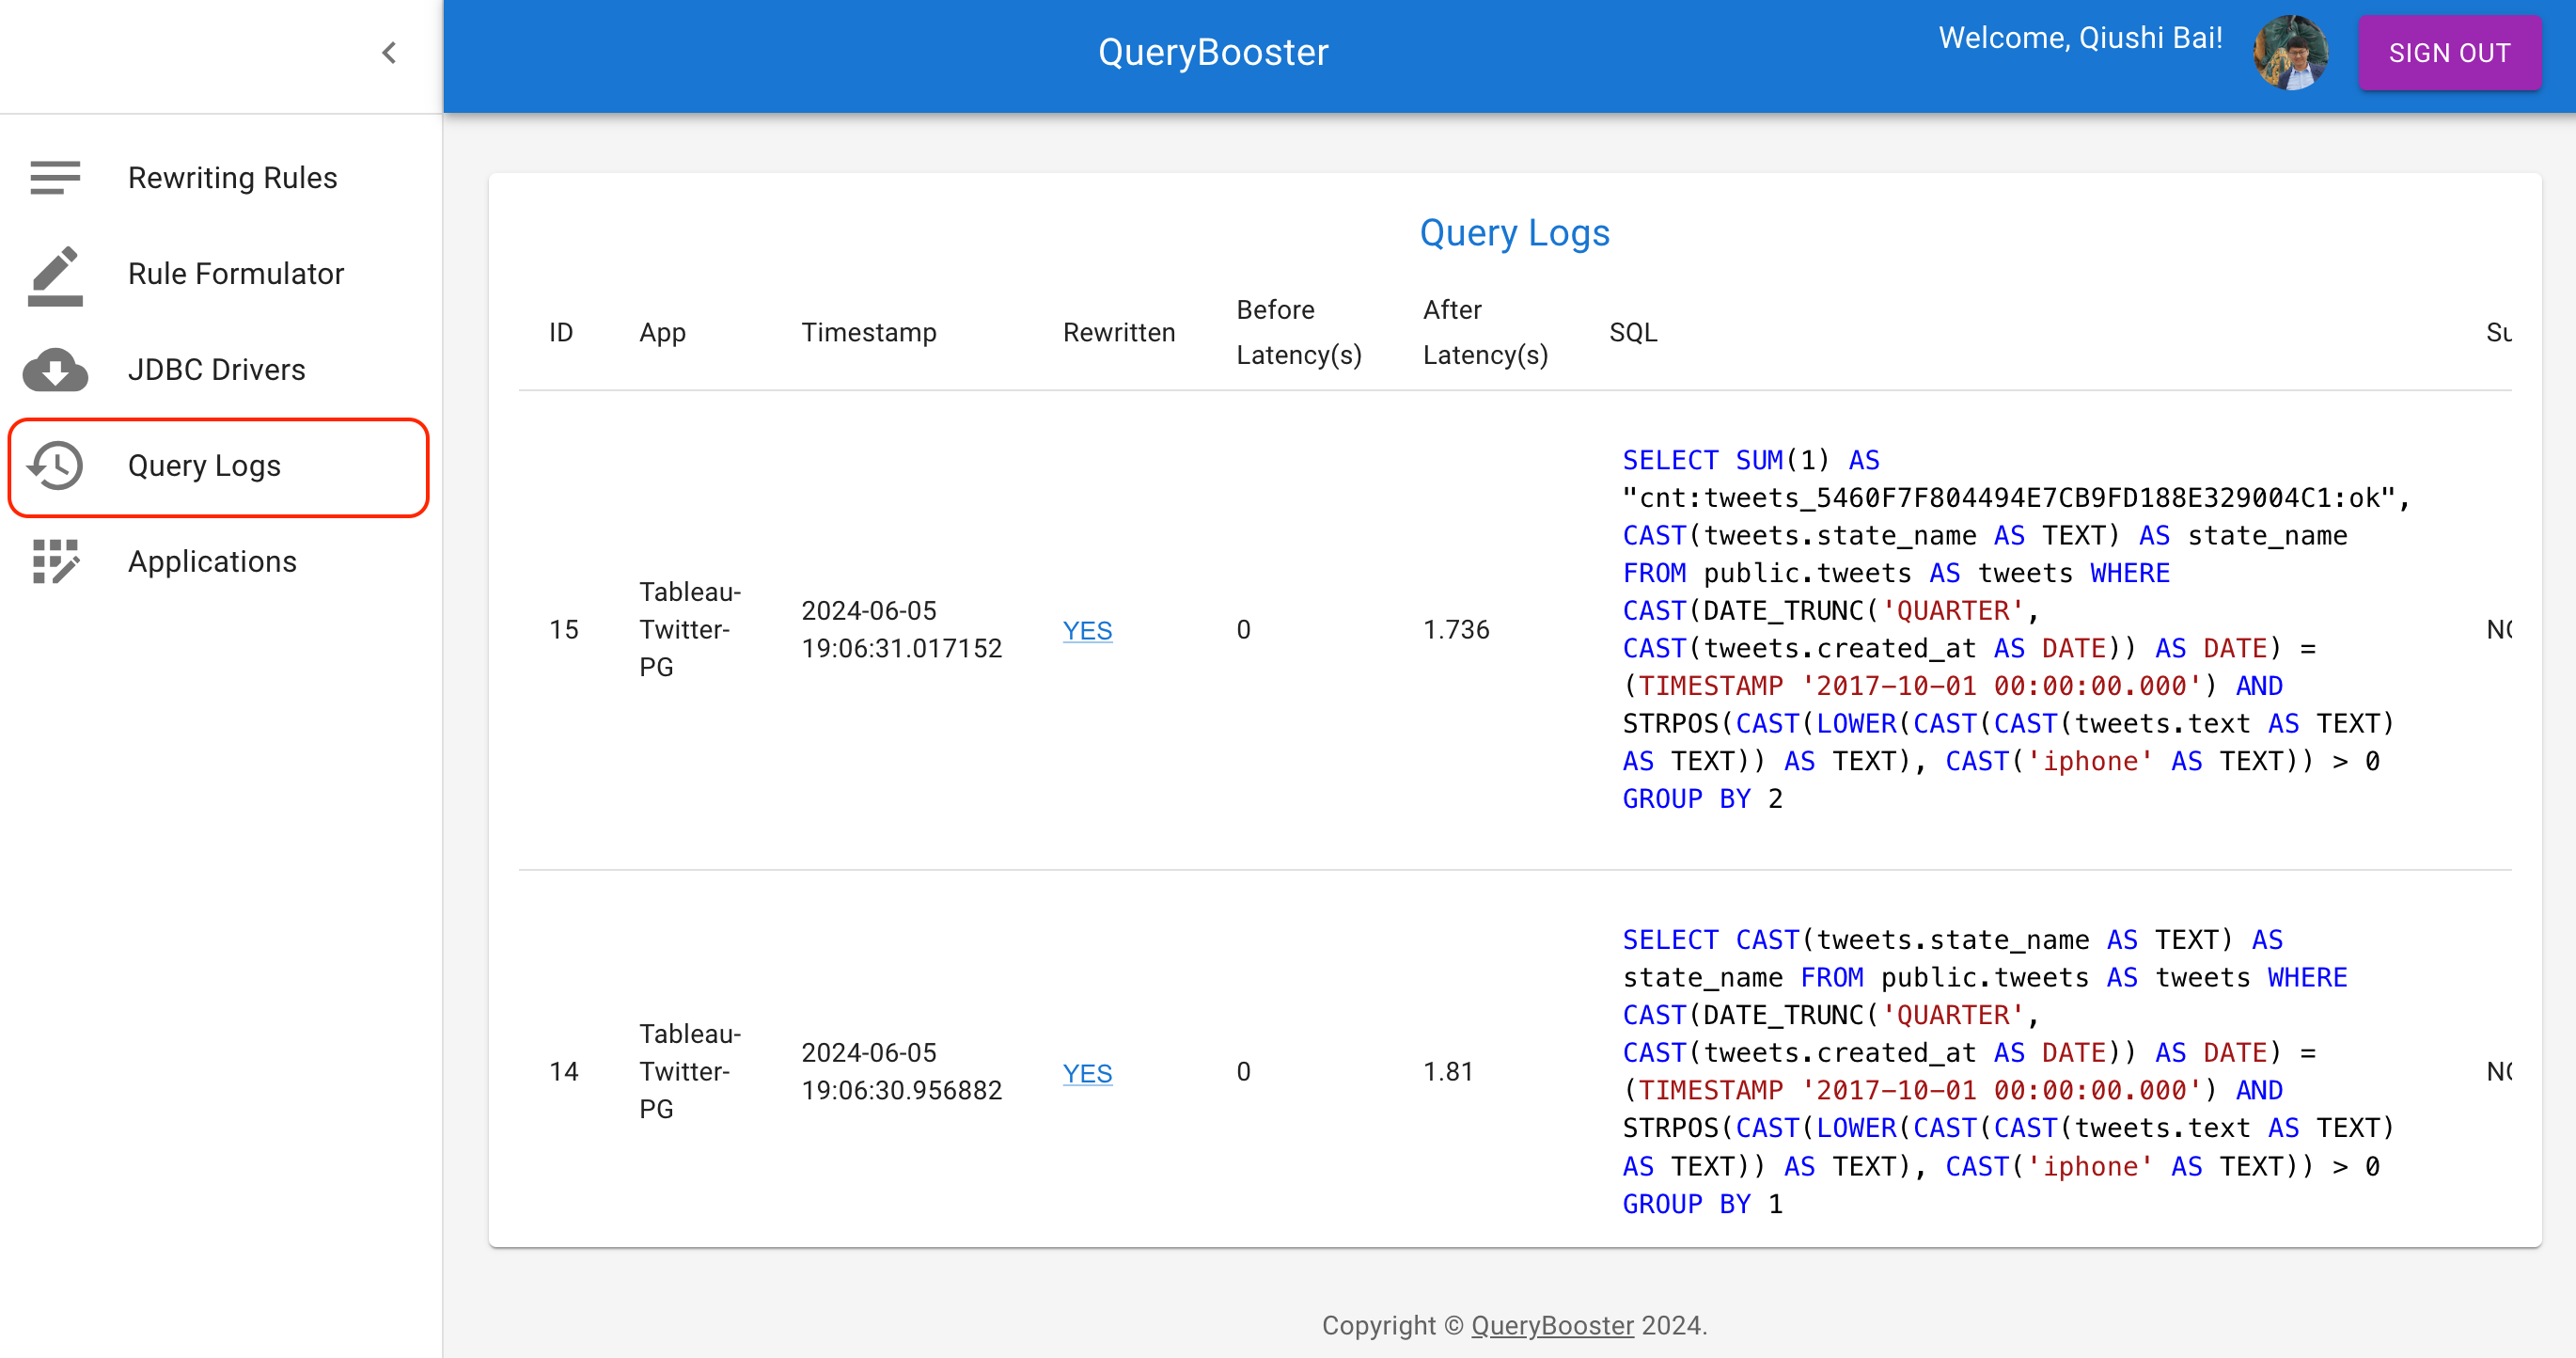 QueryBooster
Welcome, Qiushi Bai!
SIGN OUT
Rewriting Rules
Rule Formulator
JDBC Drivers
Query Logs
Applications
Query Logs
ID
App
Timestamp
Rewritten
Before
Latency(s)
After
Latency(s)
SQL
15
Tableau-
Twitter-
PG
2024-06-05
19:06:31.017152
YES
0
1.736
SELECT SUM(1) AS
"cnt:tweets_5460F7F804494E7CB9FD188E329004C1:ok",
CAST(tweets.state_name AS TEXT) AS state_name
FROM public.tweets AS tweets WHERE
CAST(DATE_TRUNC('QUARTER',
CAST(tweets.created_at AS DATE)) AS DATE) =
(TIMESTAMP '2017-10-01 00:00:00.000') AND
STRPOS(CAST(LOWER(CAST(CAST(tweets.text AS TEXT)
AS TEXT)) AS TEXT), CAST('iphone' AS TEXT)) > 0
GROUP BY 2
14
Tableau-
Twitter-
PG
2024-06-05
19:06:30.956882
YES
0
1.81
SELECT CAST(tweets.state_name AS TEXT) AS
state_name FROM public.tweets AS tweets WHERE
CAST(DATE_TRUNC('QUARTER',
CAST(tweets.created_at AS DATE)) AS DATE) =
(TIMESTAMP '2017-10-01 00:00:00.000') AND
STRPOS(CAST(LOWER(CAST(CAST(tweets.text AS TEXT)
AS TEXT)) AS TEXT), CAST('iphone' AS TEXT)) > 0
GROUP BY 1
Copyright © QueryBooster 2024.